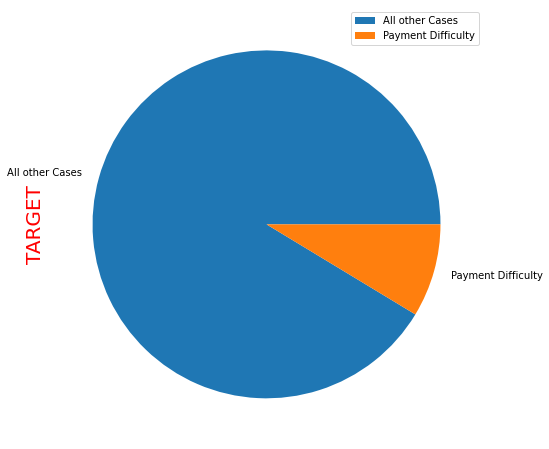 All other Cases
Payment Difficulty
All other Cases
TARGET
Payment Difficulty